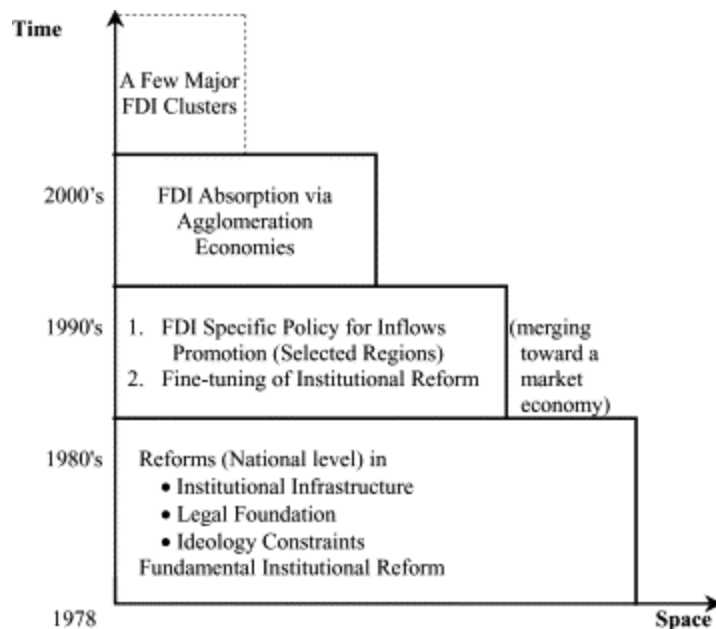 Time
A Few Major
FDI Clusters
2000's
FDI Absorption via
Agglomeration
Economies
1990's
1. FDI Specific Policy for Inflows
Promotion (Selected Regions)
2. Fine-tuning of Institutional Reform
(merging
toward a
market
economy)
1980's
Reforms (National level) in
• Institutional Infrastructure
• Legal Foundation
• Ideology Constraints
Fundamental Institutional Reform
1978
Space